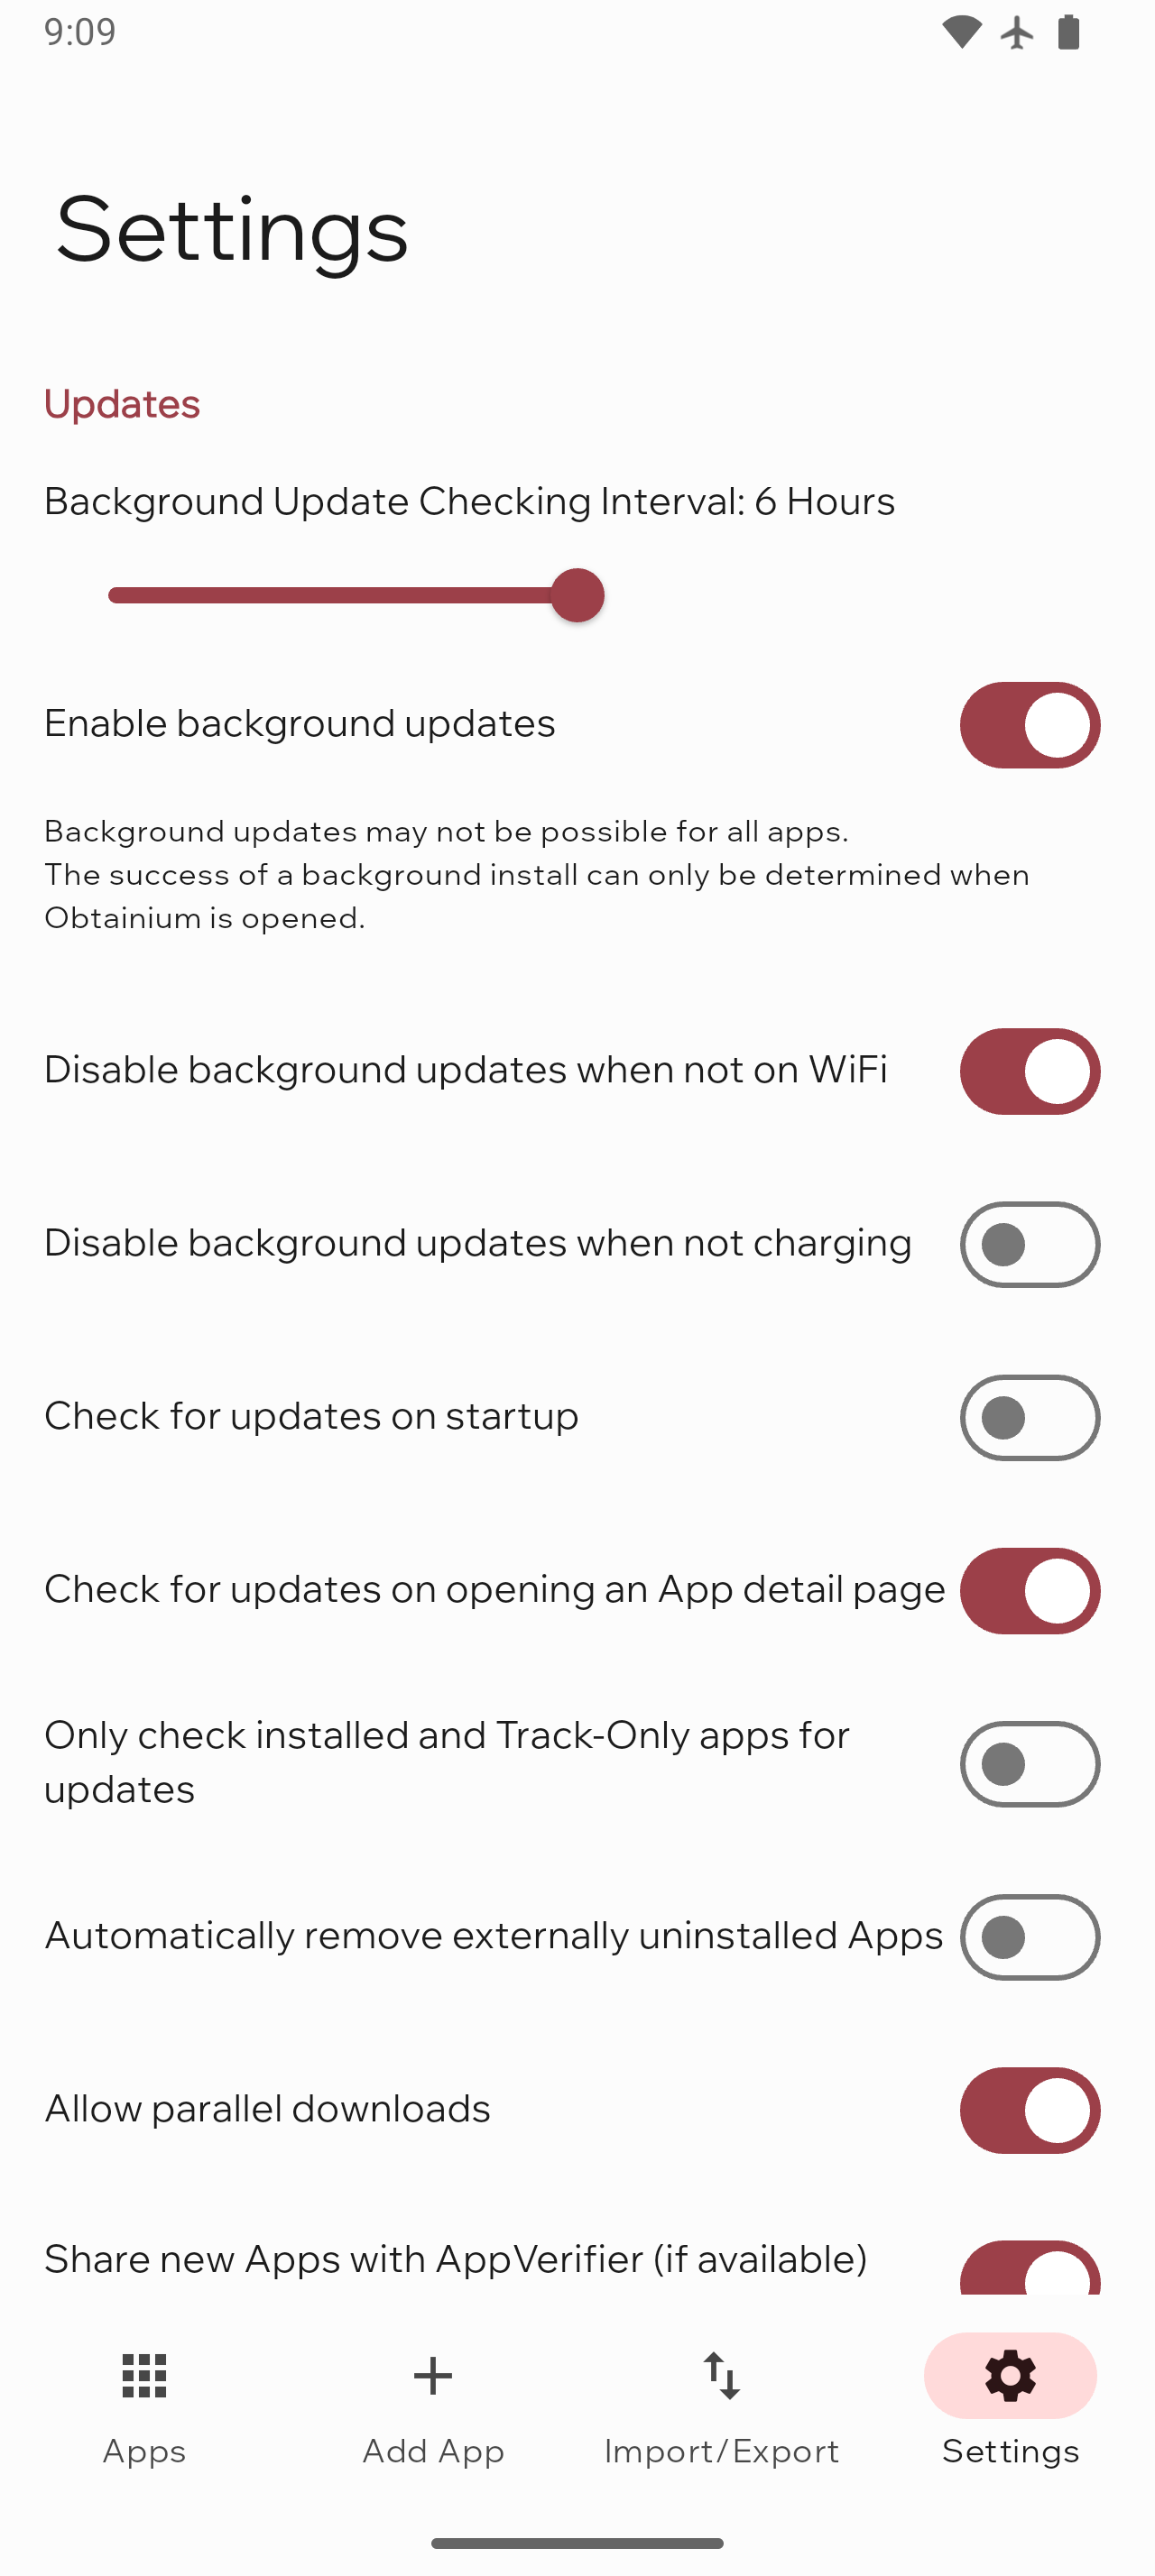 9:09
Settings
Updates
Background Update Checking Interval: 6 Hours
Enable background updates
Background updates may not be possible for all apps.
The success of a background install can only be determined when
Obtainium is opened.
Disable background updates when not on WiFi
Disable background updates when not charging
Check for updates on startup
Check for updates on opening an App detail page
Only check installed and Track-Only apps for
updates
Automatically remove externally uninstalled Apps
Allow parallel downloads
Share new Apps with AppVerifier (if available)
Apps
Add App
Import/Export
Settings